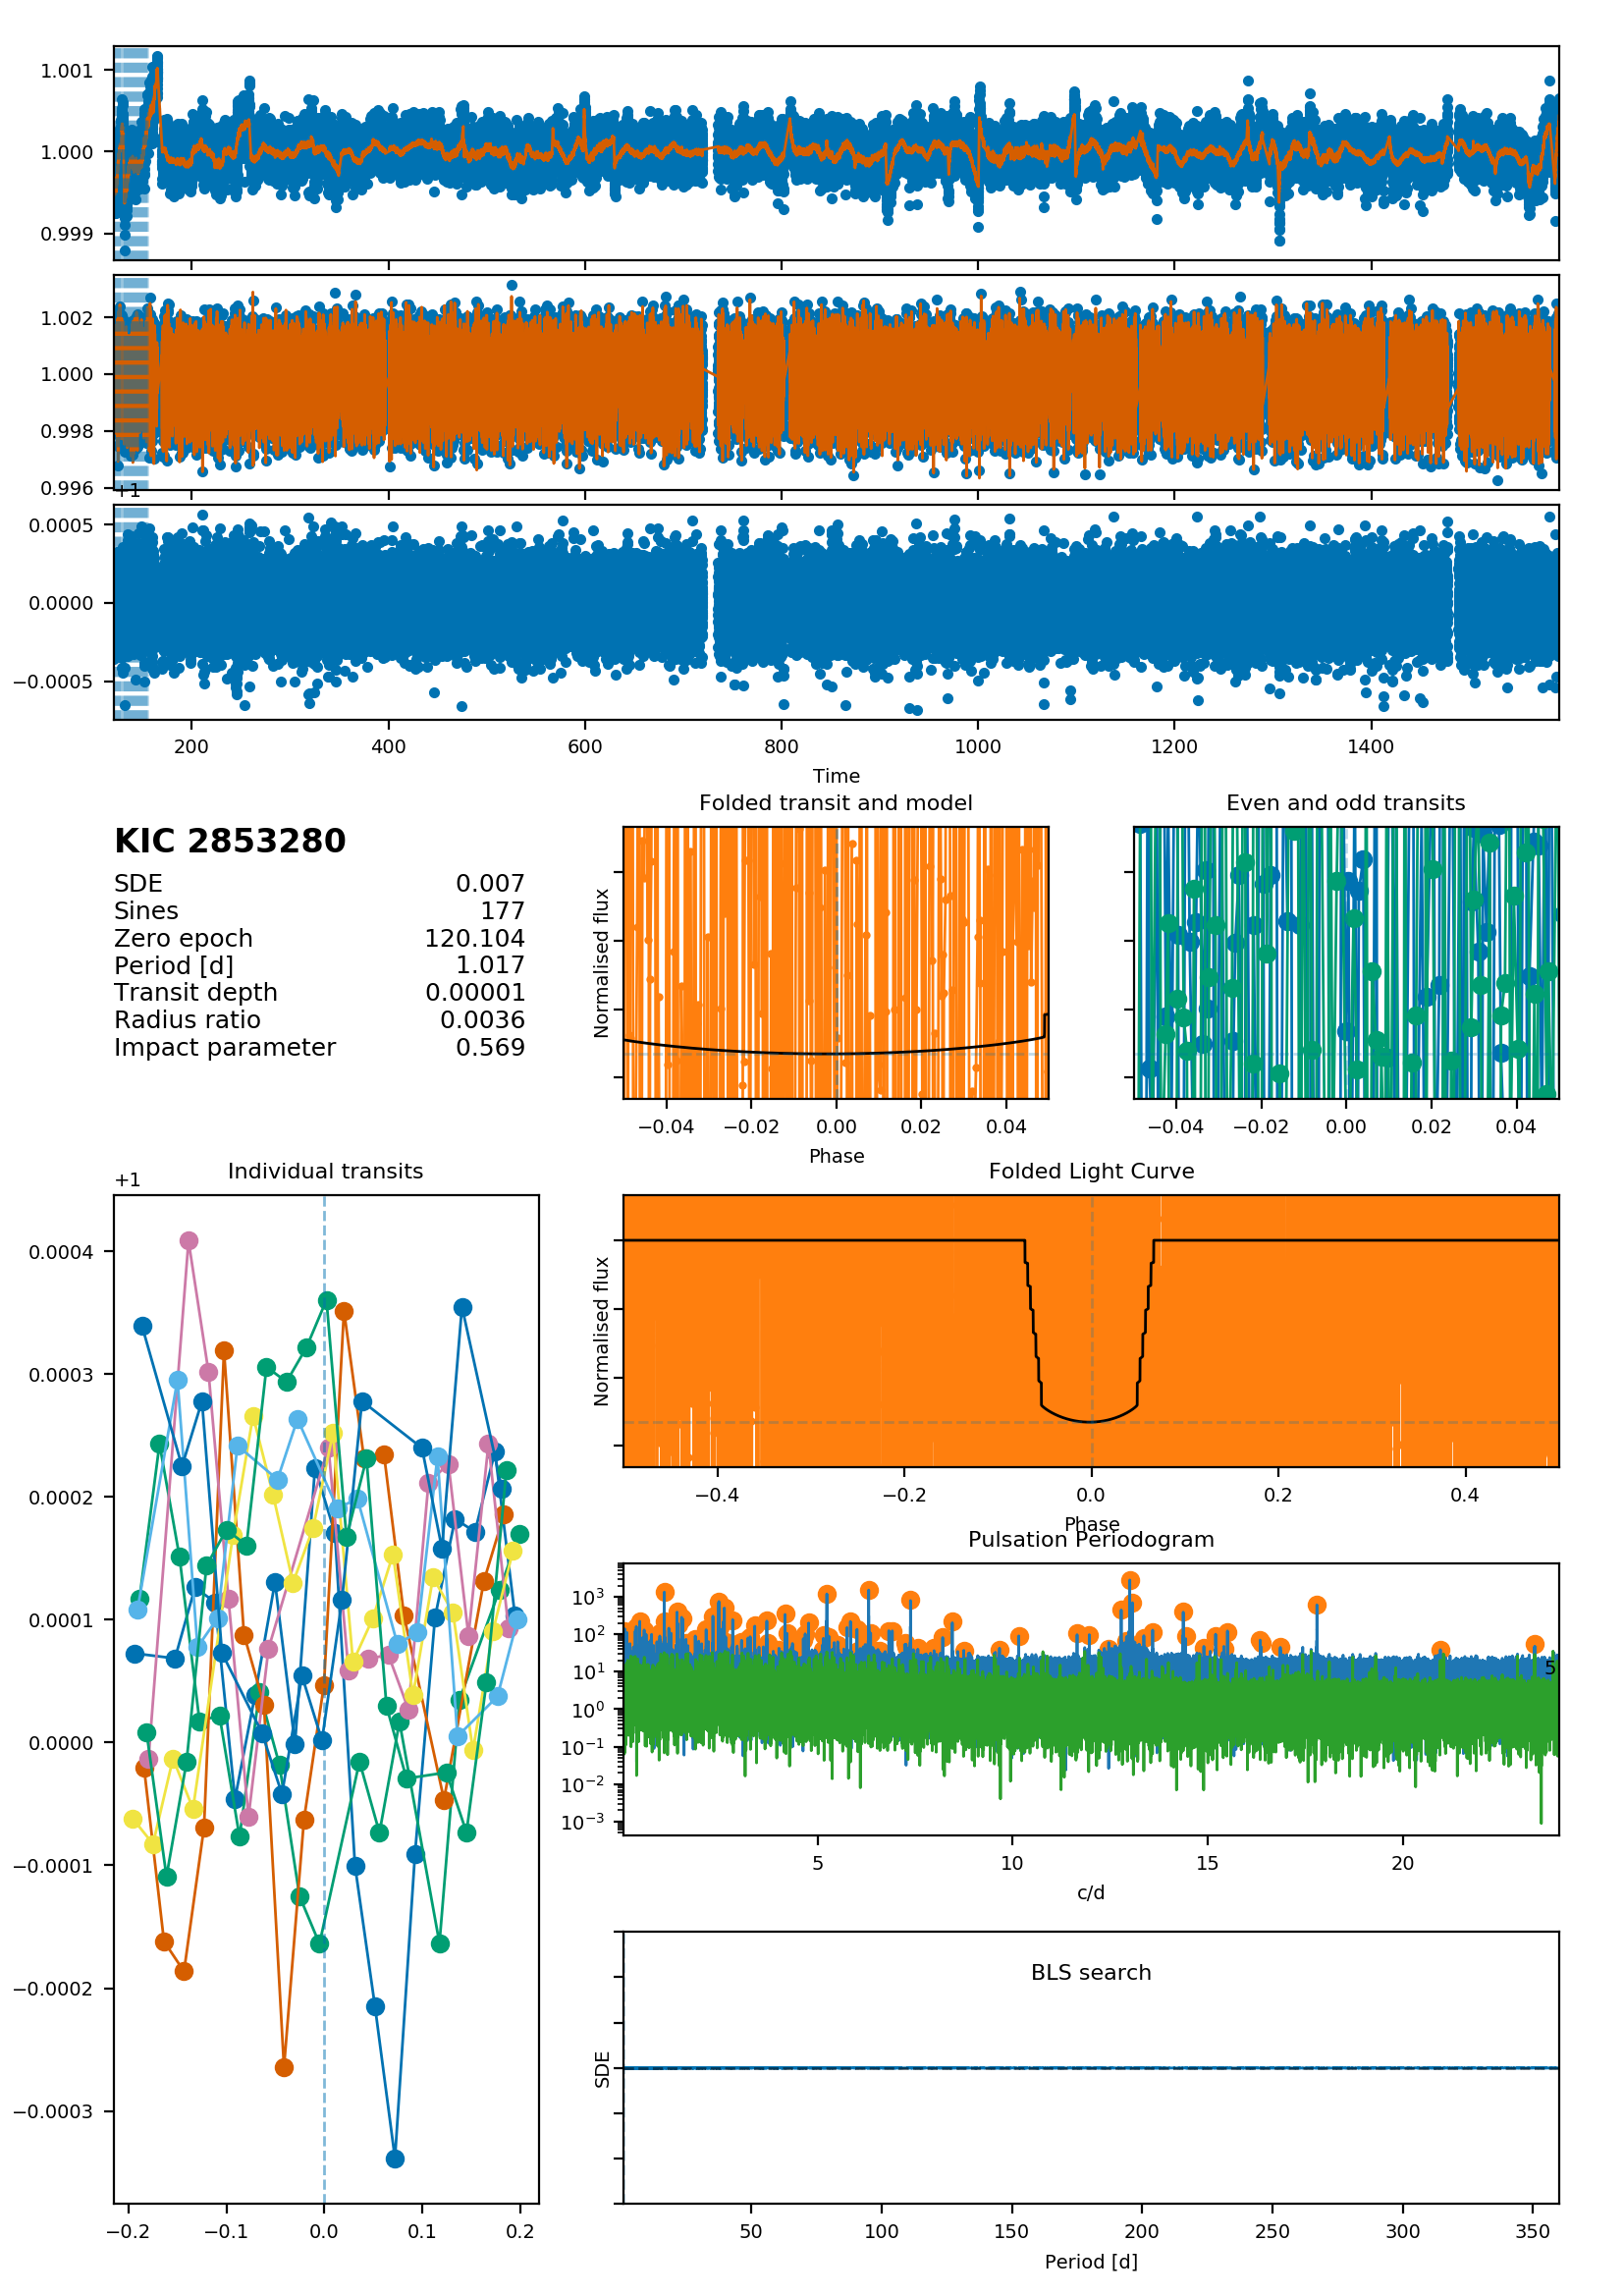 1.001
1.000
0.999
1.002
1.000
0.998
0.996
+1
0.0005
0.0000
−0.0005
200 400 600 800 1000 1200 1400
Time
KIC 2853280
SDE 0.007
Sines 177
Zero epoch 120.104
Period [d] 1.017
Transit depth 0.00001
Radius ratio 0.0036
Impact parameter 0.569
Folded transit and model
Normalised flux
−0.04 −0.02 0.00 0.02 0.04
Phase
Even and odd transits
−0.04 −0.02 0.00 0.02 0.04
Individual transits
+1
0.0004
0.0003
0.0002
0.0001
0.0000
−0.0001
−0.0002
−0.0003
−0.2 −0.1 0.0 0.1 0.2
Folded Light Curve
Normalised flux
−0.4 −0.2 0.0 0.2 0.4
Phase
Pulsation Periodogram
10³
10²
10¹
10⁰
10⁻¹
10⁻²
10⁻³
5
5 10 15 20
c/d
BLS search
SDE
50 100 150 200 250 300 350
Period [d]